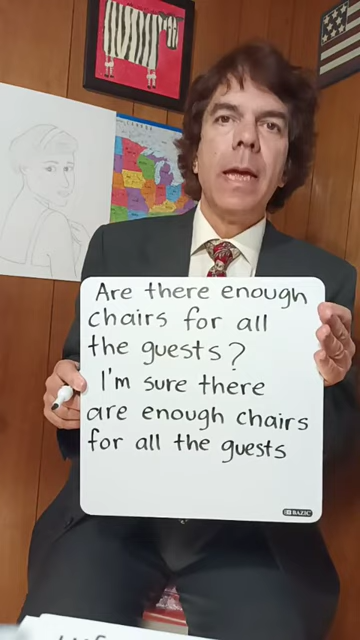 Are there enough
chairs for all
the guests?
I'm sure there
are enough chairs
for all the guests
BAZIC